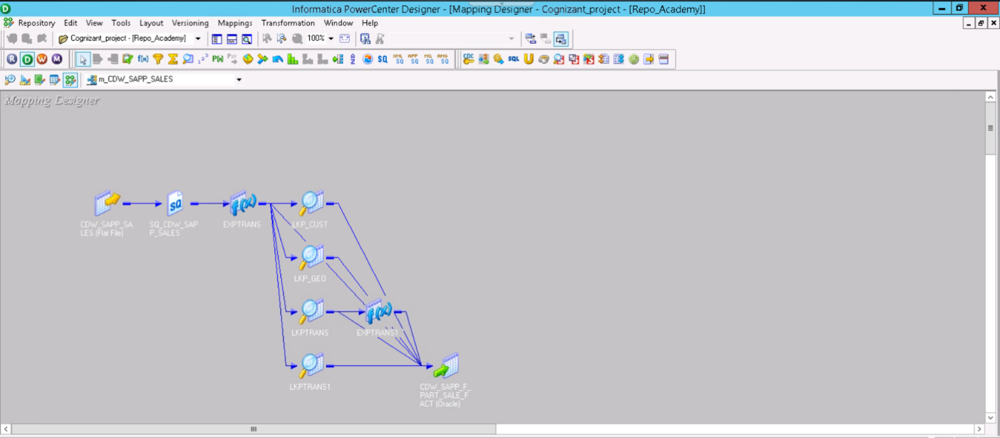 Informatica PowerCenter Designer - [Mapping Designer - Cognizant_project - [Repo_Academy]]
Repository Edit View Tools Layout Versioning Mappings Transformation Window Help
Cognizant_project - [Repo_Academy] 100%
m_CDW_SAPP_SALES
Mapping Designer
CDW_SAPP_SA
LES (Flat File)
SQ_CDW_SAP
P_SALES
EXPTRANS
LKP_CUST
LKP_GEO
LKPTRANS
EXPTRANS1
LKPTRANS1
CDW_SAPP_F_
PART_SALE_F
ACT (Oracle)